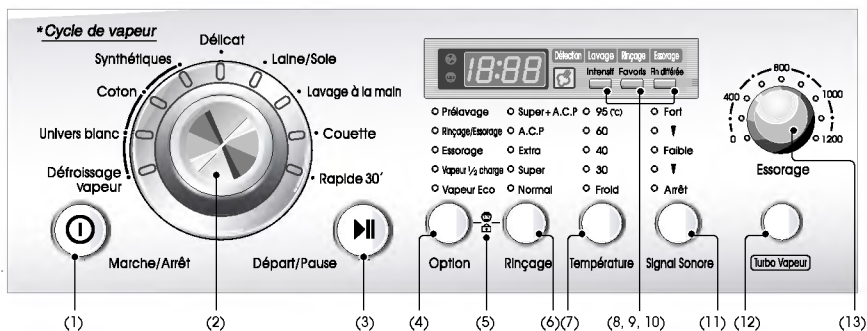 *Cycle de vapeur
Délicat
Synthétiques
Laine/Soie
Coton
Lavage à la main
Univers blanc
Couette
Défroissage
vapeur
Rapide 30´
Marche/Arrêt
Départ/Pause
18:88
Détection Lavage Rinçage Essorage
Intensif Favoris Fin différée
Prélavage
Rinçage/Essorage
Essorage
Vapeur 1/2 charge
Vapeur Eco
Super+A.C.P
A.C.P
Extra
Super
Normal
95 (°C)
60
40
30
Froid
Fort
Faible
Arrêt
Option
Rinçage
Température
Signal Sonore
0
400
800
1000
1200
Essorage
Turbo Vapeur
(1) (2) (3) (4) (5) (6)(7) (8, 9, 10) (11) (12) (13)